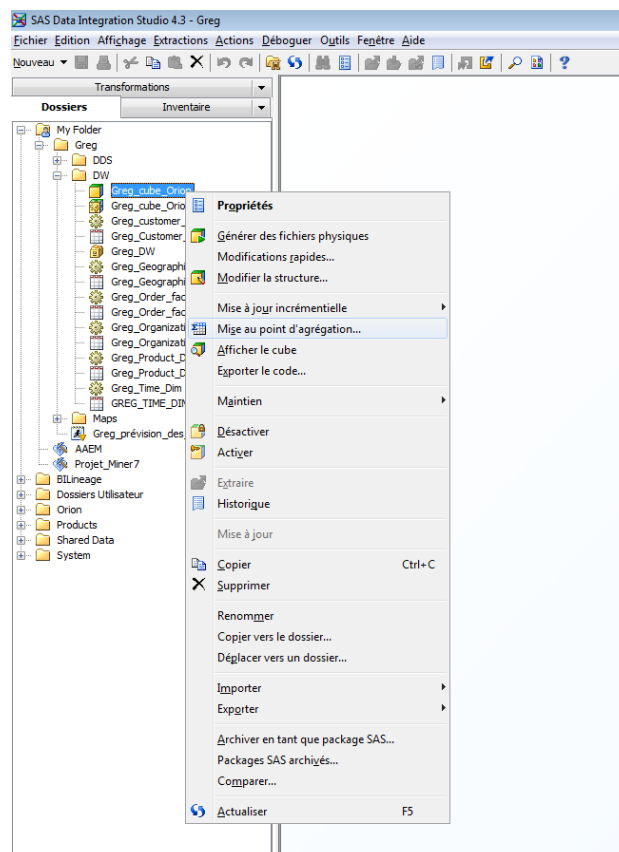 SAS Data Integration Studio 4.3 - Greg
Fichier Edition Affichage Extractions Actions Déboguer Outils Fenêtre Aide
Nouveau
Transformations
Dossiers Inventaire
My Folder
Greg
DDS
DW
Greg_cube_Orion
Greg_cube_Orio
Greg_customer_
Greg_Customer_
Greg_DW
Greg_Geographi
Greg_Geographi
Greg_Order_fac
Greg_Order_fac
Greg_Organizati
Greg_Organizati
Greg_Product_D
Greg_Product_D
Greg_Time_Dim
GREG_TIME_DIM
Maps
Greg_prévision_des_
AAEM
Projet_Miner7
BILineage
Dossiers Utilisateur
Orion
Products
Shared Data
System
Propriétés
Générer des fichiers physiques
Modifications rapides...
Modifier la structure...
Mise à jour incrémentielle
Mise au point d'agrégation...
Afficher le cube
Exporter le code...
Maintien
Désactiver
Activer
Extraire
Historique
Mise à jour
Copier Ctrl+C
Supprimer
Renommer
Copier vers le dossier...
Déplacer vers un dossier...
Importer
Exporter
Archiver en tant que package SAS...
Packages SAS archivés...
Comparer...
Actualiser F5